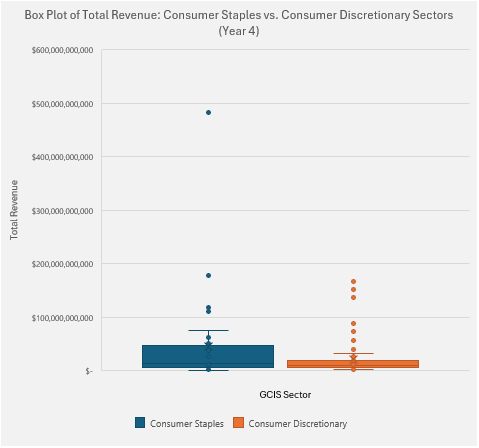 Box Plot of Total Revenue: Consumer Staples vs. Consumer Discretionary Sectors
(Year 4)
$600,000,000,000
$500,000,000,000
$400,000,000,000
$300,000,000,000
$200,000,000,000
$100,000,000,000
$-
Total Revenue
GCIS Sector
Consumer Staples
Consumer Discretionary